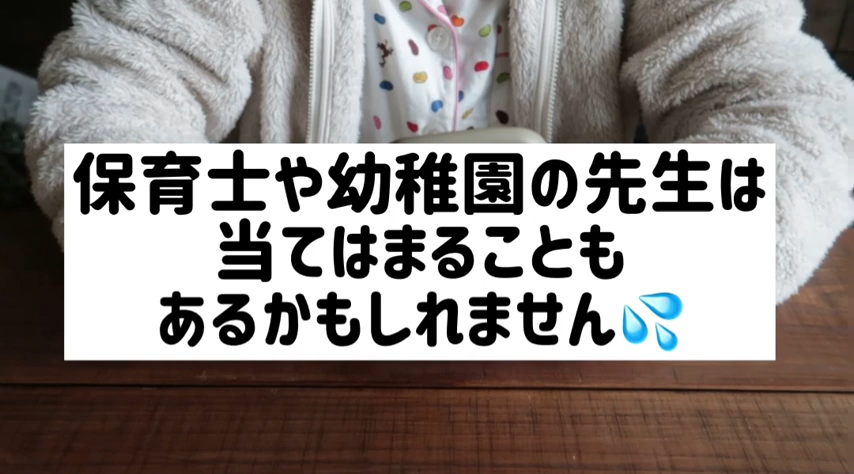 保育士や幼稚園の先生は
当てはまることも
あるかもしれません💦